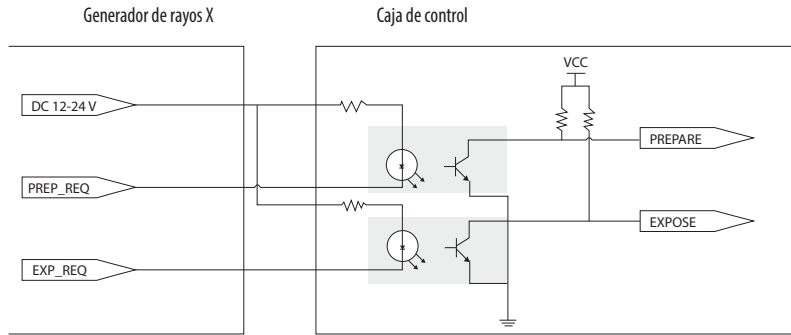 Generador de rayos X
Caja de control
VCC
DC 12-24 V
PREPARE
PREP_REQ
EXPOSE
EXP_REQ